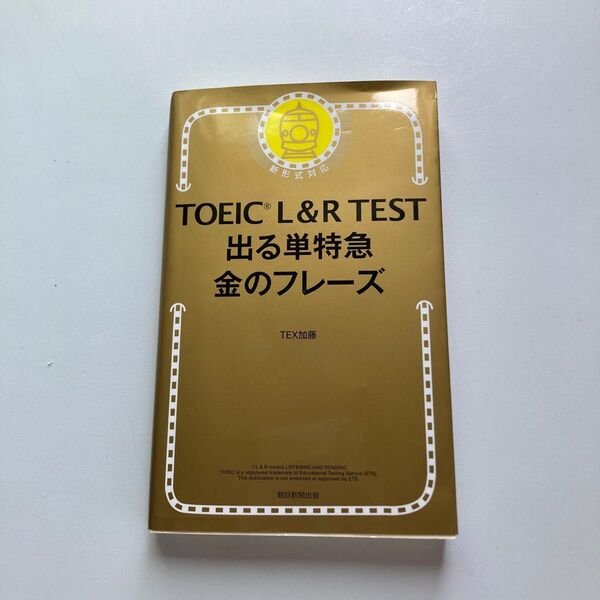 新形式対応
TOEIC® L&R TEST
出る単特急
金のフレーズ
TEX加藤
† L & R means LISTENING AND READING.
TOEIC is a registered trademark of Educational Testing Service (ETS).
This publication is not endorsed or approved by ETS.
朝日新聞出版